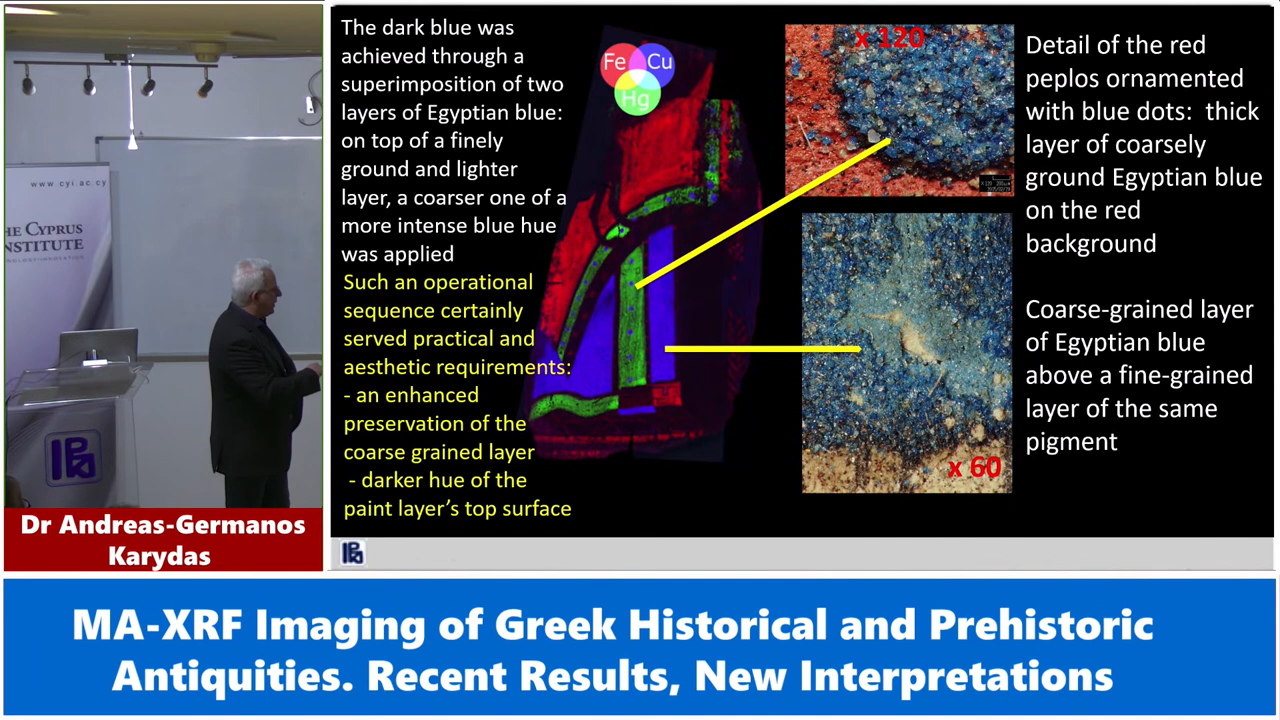 www.cyi.ac.cy
HE CYPRUS
NSTITUTE
The dark blue was
achieved through a
superimposition of two
layers of Egyptian blue:
on top of a finely
ground and lighter
layer, a coarser one of a
more intense blue hue
was applied
Such an operational
sequence certainly
served practical and
aesthetic requirements:
- an enhanced
preservation of the
coarse grained layer
- darker hue of the
paint layer's top surface
Fe
Cu
Hg
x 120
x 60
Detail of the red
peplos ornamented
with blue dots: thick
layer of coarsely
ground Egyptian blue
on the red
background
Coarse-grained layer
of Egyptian blue
above a fine-grained
layer of the same
pigment
Dr Andreas-Germanos
Karydas
MA-XRF Imaging of Greek Historical and Prehistoric
Antiquities. Recent Results, New Interpretations